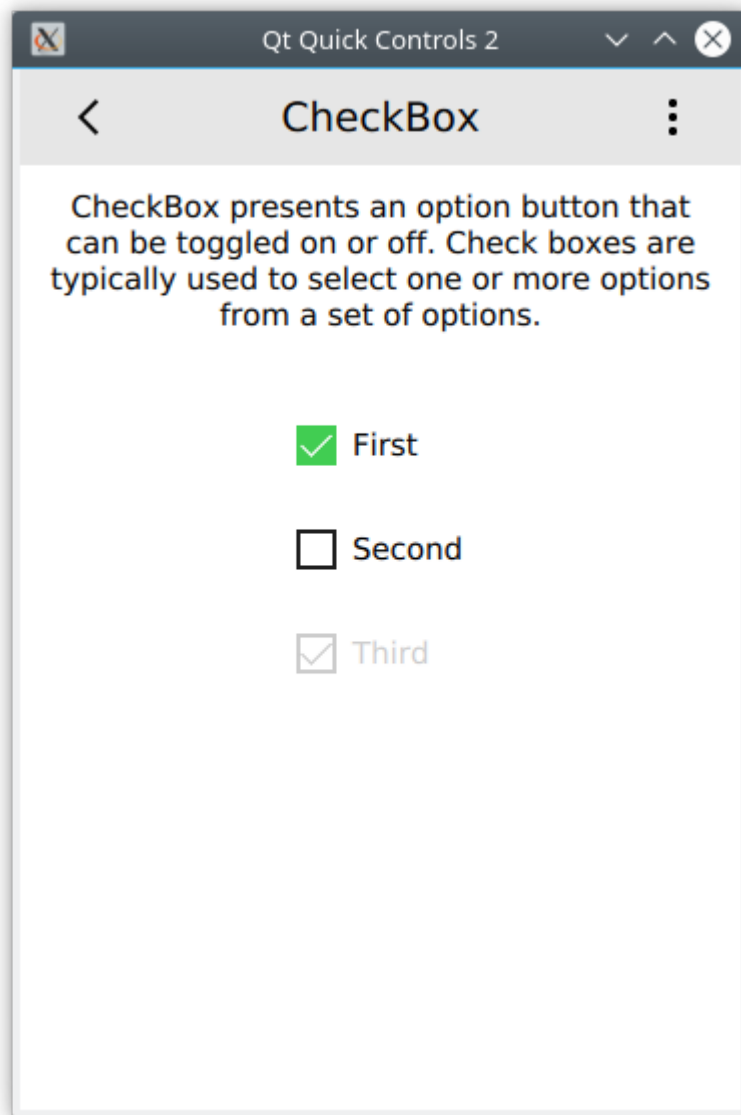 Qt Quick Controls 2
CheckBox
CheckBox presents an option button that
can be toggled on or off. Check boxes are
typically used to select one or more options
from a set of options.
First
Second
Third